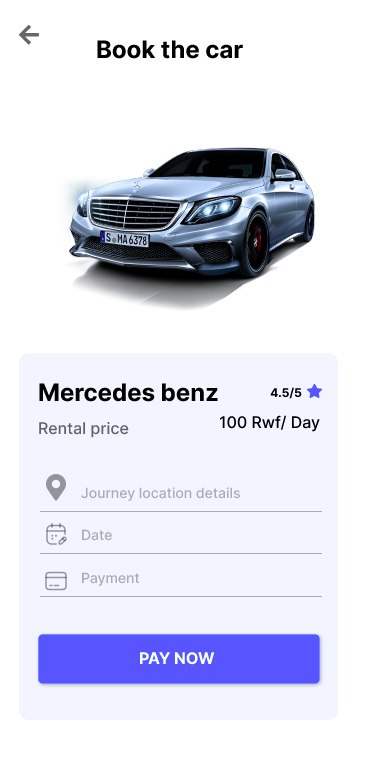 Book the car
S MA 6378
Mercedes benz
4.5/5
Rental price
100 Rwf/ Day
Journey location details
Date
Payment
PAY NOW